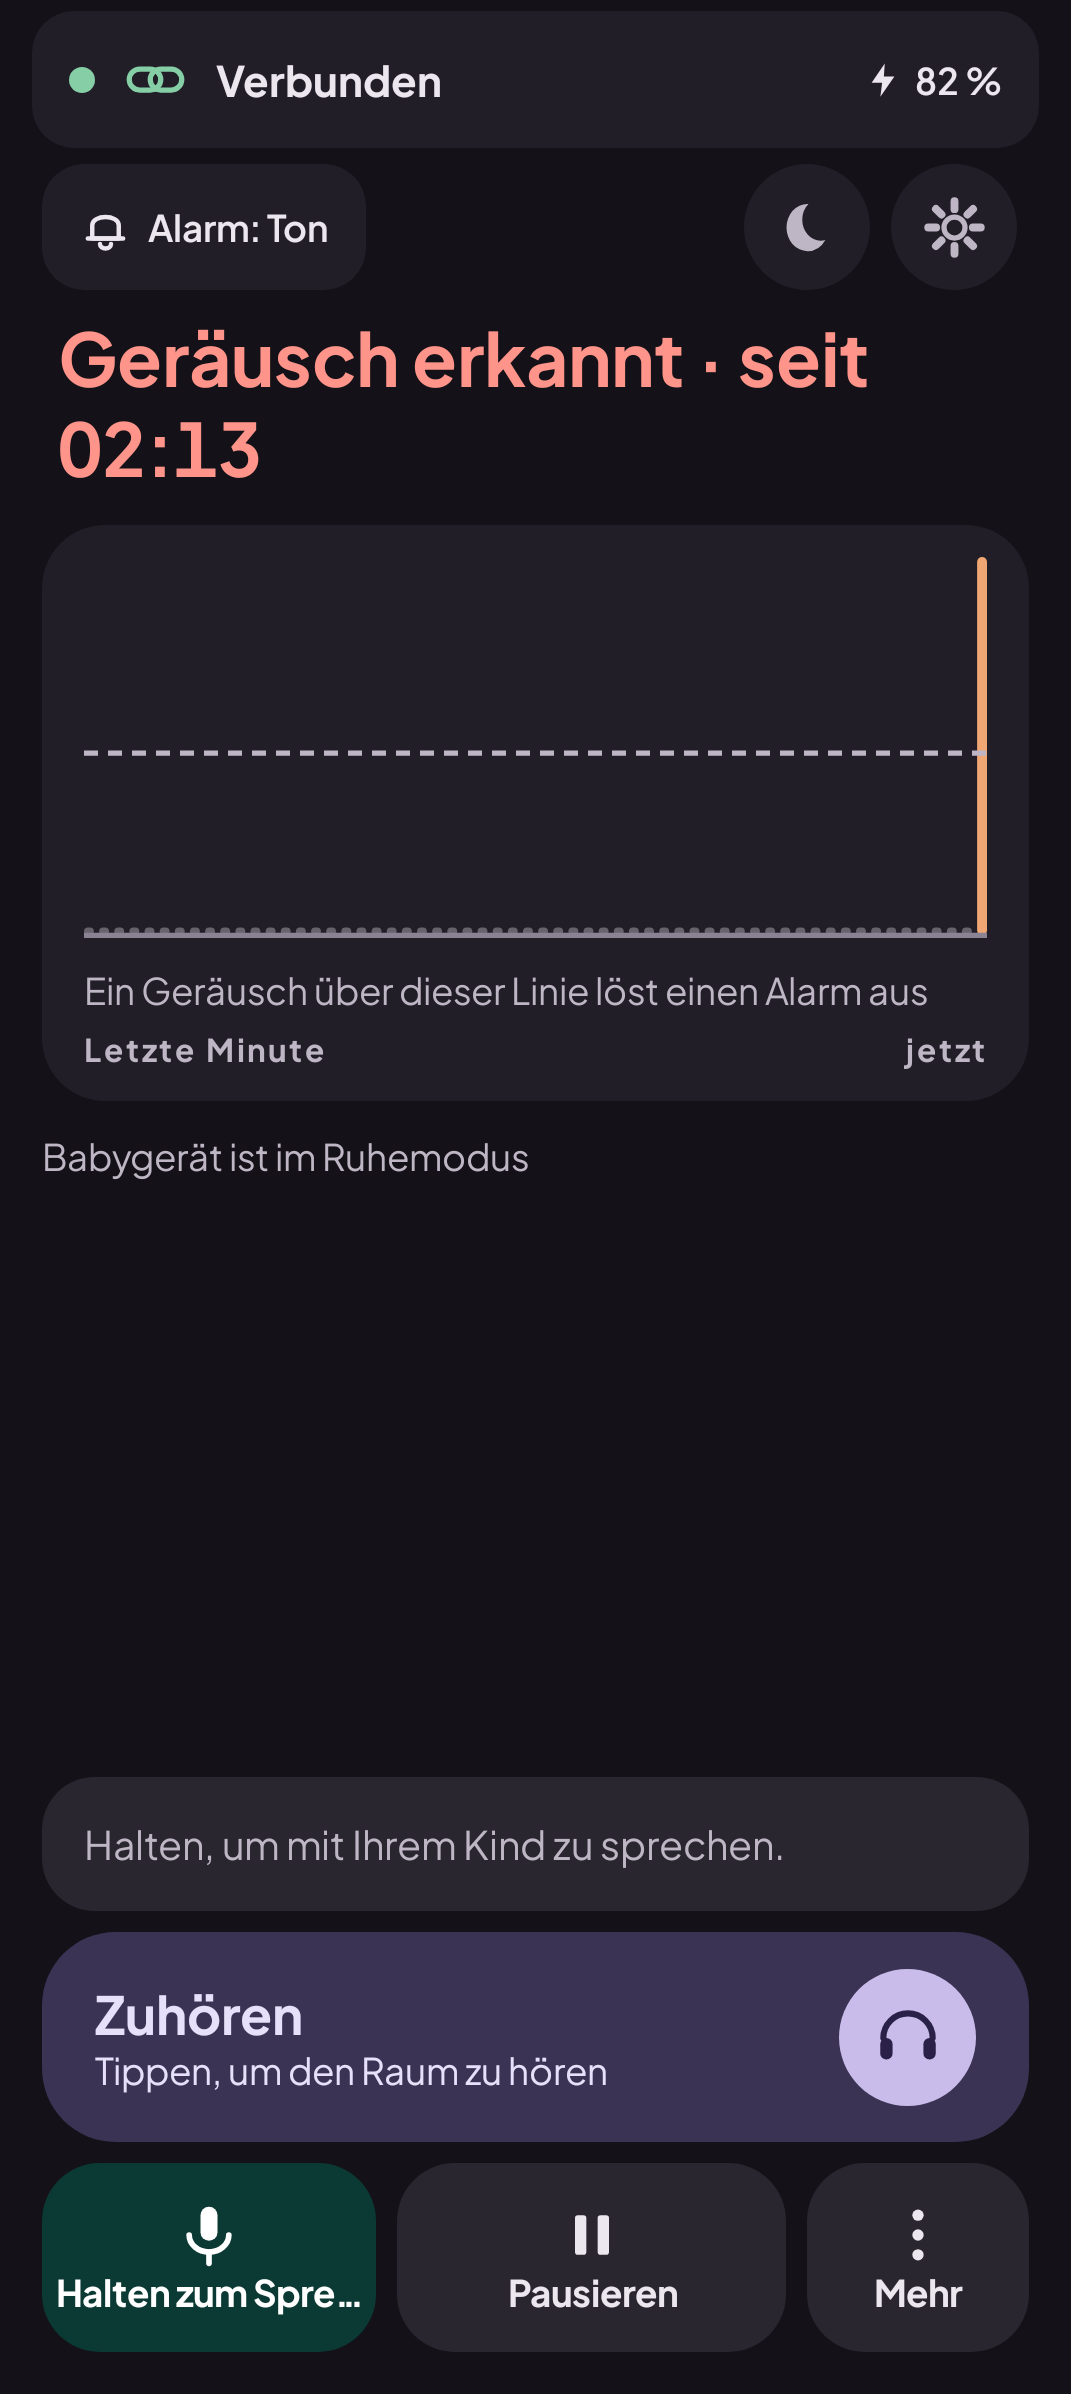 Verbunden
82 %
Alarm: Ton
Geräusch erkannt · seit
02:13
Ein Geräusch über dieser Linie löst einen Alarm aus
Letzte Minute
jetzt
Babygerät ist im Ruhemodus
Halten, um mit Ihrem Kind zu sprechen.
Zuhören
Tippen, um den Raum zu hören
Halten zum Spre...
Pausieren
Mehr